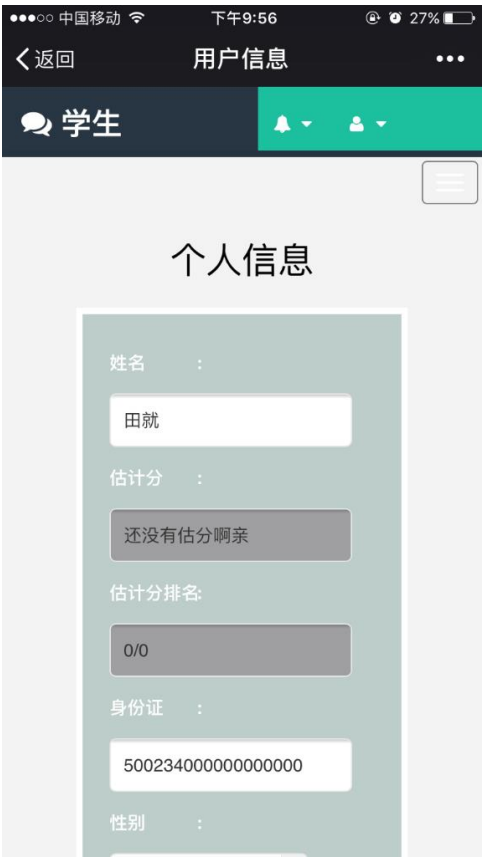 中国移动 下午9:56 27%
返回 用户信息
学生
个人信息
姓名 :
田就
估计分 :
还没有估分啊亲
估计分排名:
0/0
身份证 :
500234000000000000
性别 :